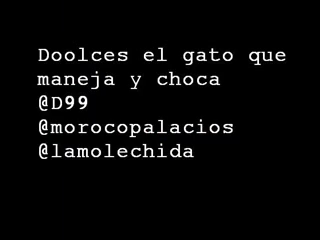 Doolces el gato que
maneja y choca
@D99
@morocopalacios
@lamolechida